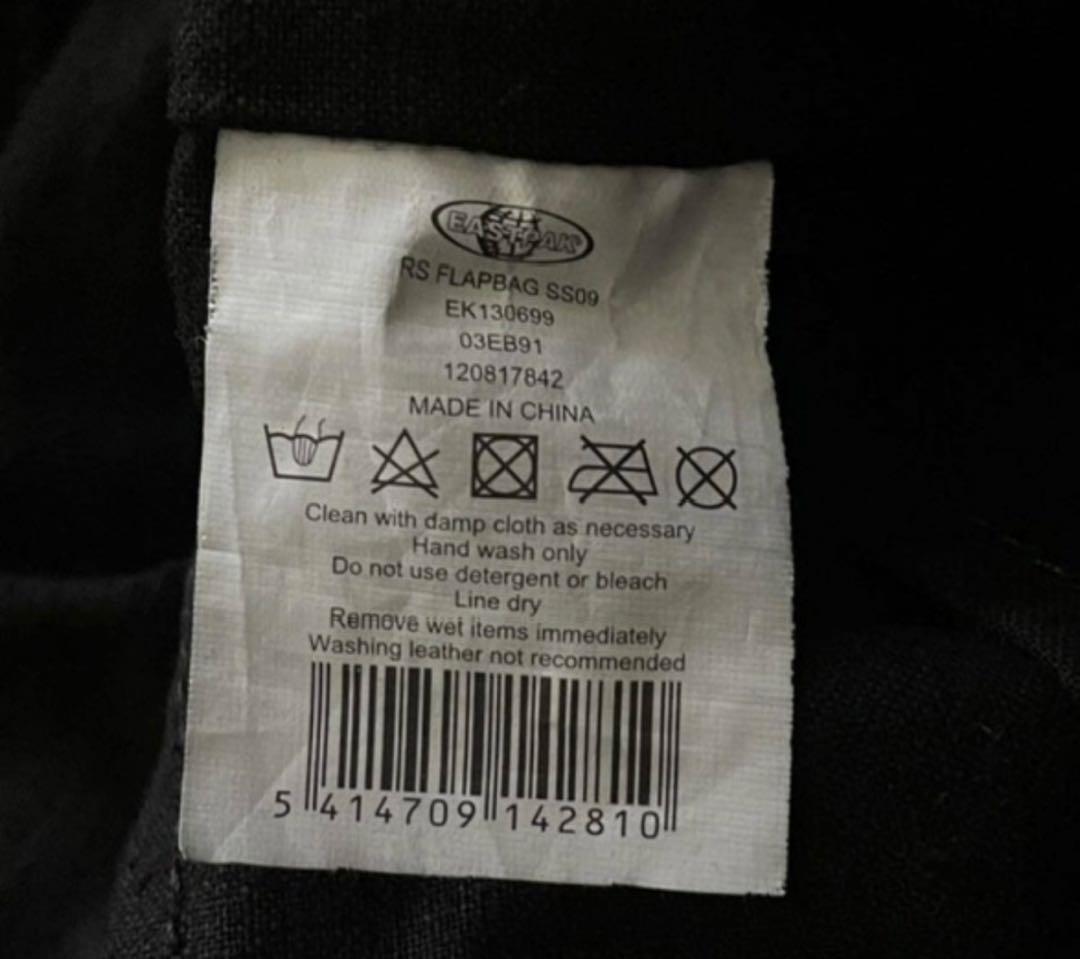 EASTPAK®
RS FLAPBAG SS09
EK130699
03EB91
120817842
MADE IN CHINA
Clean with damp cloth as necessary
Hand wash only
Do not use detergent or bleach
Line dry
Remove wet items immediately
Washing leather not recommended
5 414709 142810